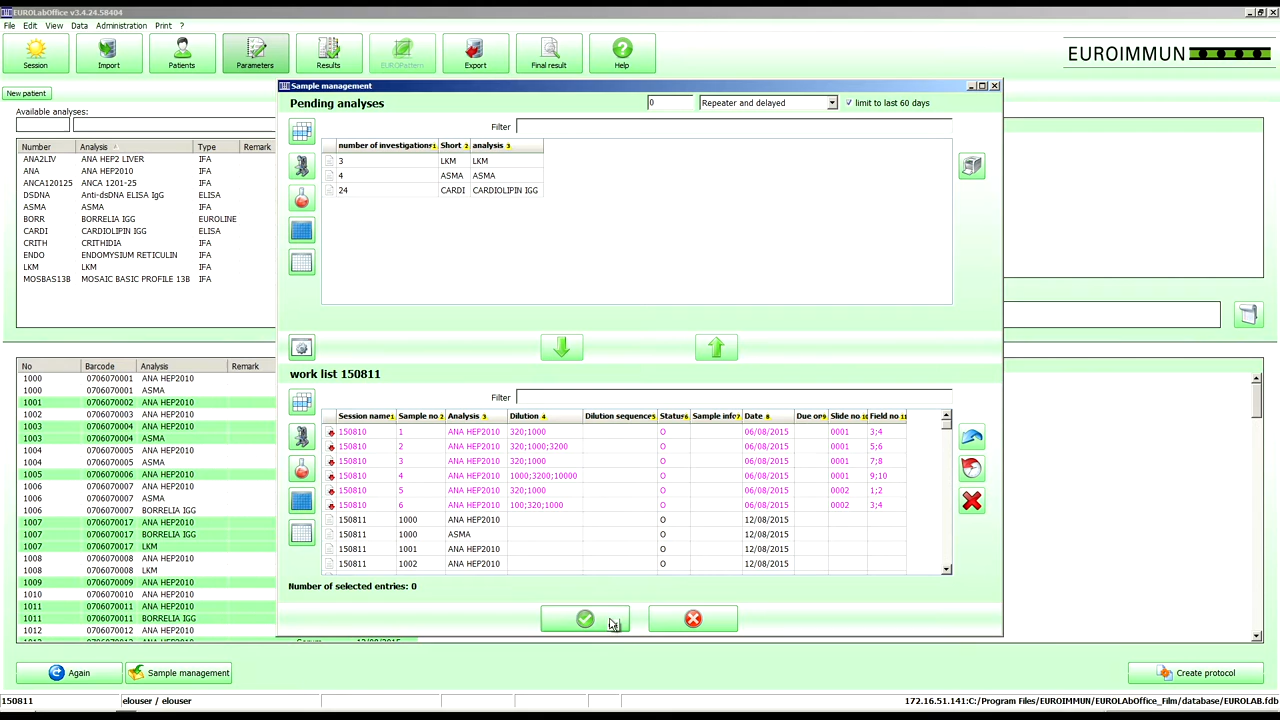 EUROLabOffice v3.4.24.58404
File Edit View Data Administration Print ?
Session Import Patients Parameters Results EUROPattern Export Final result Help
EUROIMMUN
New patient
Available analyses:
Number Analysis Type Remark
ANA2LIV ANA HEP2 LIVER IFA
ANA ANA HEP2010 IFA
ANCA120125 ANCA 1201-25 IFA
DSDNA Anti-dsDNA ELISA IgG ELISA
ASMA ASMA IFA
BORR BORRELIA IGG EUROLINE
CARDI CARDIOLIPIN IGG ELISA
CRITH CRITHIDIA IFA
ENDO ENDOMYSIUM RETICULIN IFA
LKM LKM IFA
MOSBAS13B MOSAIC BASIC PROFILE 13B IFA
No Barcode Analysis Remark
1000 0706070001 ANA HEP2010
1000 0706070001 ASMA
1001 0706070002 ANA HEP2010
1002 0706070003 ANA HEP2010
1003 0706070004 ANA HEP2010
1003 0706070004 ASMA
1004 0706070005 ANA HEP2010
1004 0706070005 ASMA
1005 0706070006 ANA HEP2010
1006 0706070007 ANA HEP2010
1006 0706070007 ASMA
1006 0706070007 BORRELIA IGG
1007 0706070017 ANA HEP2010
1007 0706070017 BORRELIA IGG
1007 0706070017 LKM
1008 0706070008 ANA HEP2010
1008 0706070008 LKM
1009 0706070009 ANA HEP2010
1010 0706070010 ANA HEP2010
1011 0706070011 ANA HEP2010
1011 0706070011 BORRELIA IGG
1012 0706070012 ANA HEP2010
Sample management
Pending analyses 0 Repeater and delayed limit to last 60 days
Filter
number of investigations 1 Short 2 analysis 3
3 LKM LKM
4 ASMA ASMA
24 CARDI CARDIOLIPIN IGG
work list 150811
Filter
Session name 1 Sample no 2 Analysis 3 Dilution 4 Dilution sequence 5 Status 6 Sample info 7 Date 8 Due on 9 Slide no 10 Field no 11
150810 1 ANA HEP2010 320;1000 O 06/08/2015 0001 3;4
150810 2 ANA HEP2010 320;1000;3200 O 06/08/2015 0001 5;6
150810 3 ANA HEP2010 320;1000 O 06/08/2015 0001 7;8
150810 4 ANA HEP2010 1000;3200;10000 O 06/08/2015 0001 9;10
150810 5 ANA HEP2010 320;1000 O 06/08/2015 0002 1;2
150810 6 ANA HEP2010 100;320;1000 O 06/08/2015 0002 3;4
150811 1000 ANA HEP2010 O 12/08/2015
150811 1000 ASMA O 12/08/2015
150811 1001 ANA HEP2010 O 12/08/2015
150811 1002 ANA HEP2010 O 12/08/2015
Number of selected entries: 0
Again Sample management Create protocol
150811 elouser / elouser 172.16.51.141:C:/Program Files/EUROIMMUN/EUROLabOffice_Film/database/EUROLAB.fdb